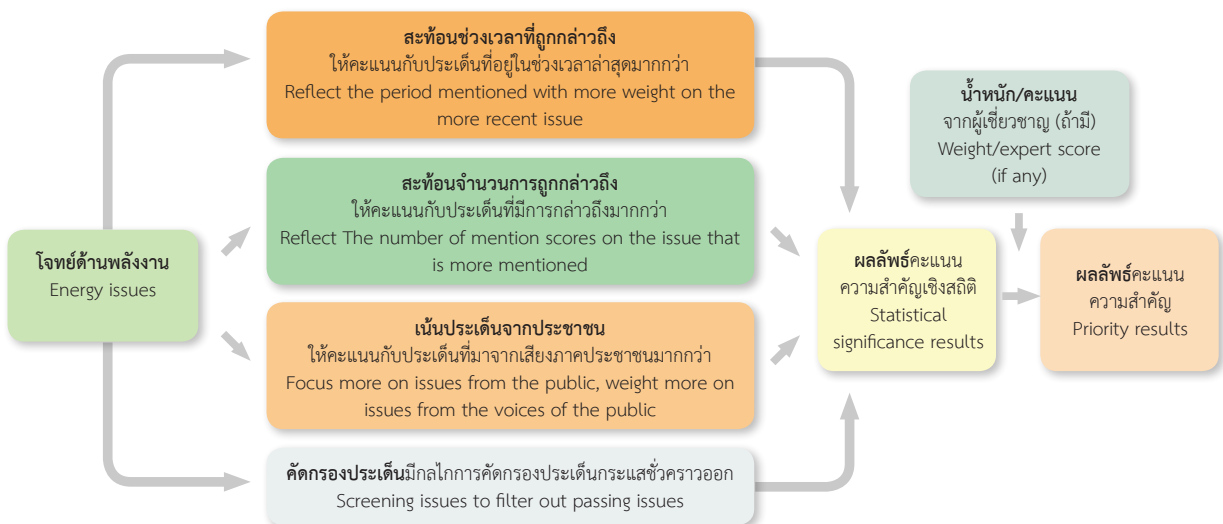 โจทย์ด้านพลังงาน
Energy issues
สะท้อนช่วงเวลาที่ถูกกล่าวถึง
ให้คะแนนกับประเด็นที่อยู่ในช่วงเวลาล่าสุดมากกว่า
Reflect the period mentioned with more weight on the
more recent issue
สะท้อนจำนวนการถูกกล่าวถึง
ให้คะแนนกับประเด็นที่มีการกล่าวถึงมากกว่า
Reflect The number of mention scores on the issue that
is more mentioned
เน้นประเด็นจากประชาชน
ให้คะแนนกับประเด็นที่มาจากเสียงภาคประชาชนมากกว่า
Focus more on issues from the public, weight more on
issues from the voices of the public
คัดกรองประเด็นมีกลไกการคัดกรองประเด็นกระแสชั่วคราวออก
Screening issues to filter out passing issues
ผลลัพธ์คะแนน
ความสำคัญเชิงสถิติ
Statistical
significance results
น้ำหนัก/คะแนน
จากผู้เชี่ยวชาญ (ถ้ามี)
Weight/expert score
(if any)
ผลลัพธ์คะแนน
ความสำคัญ
Priority results